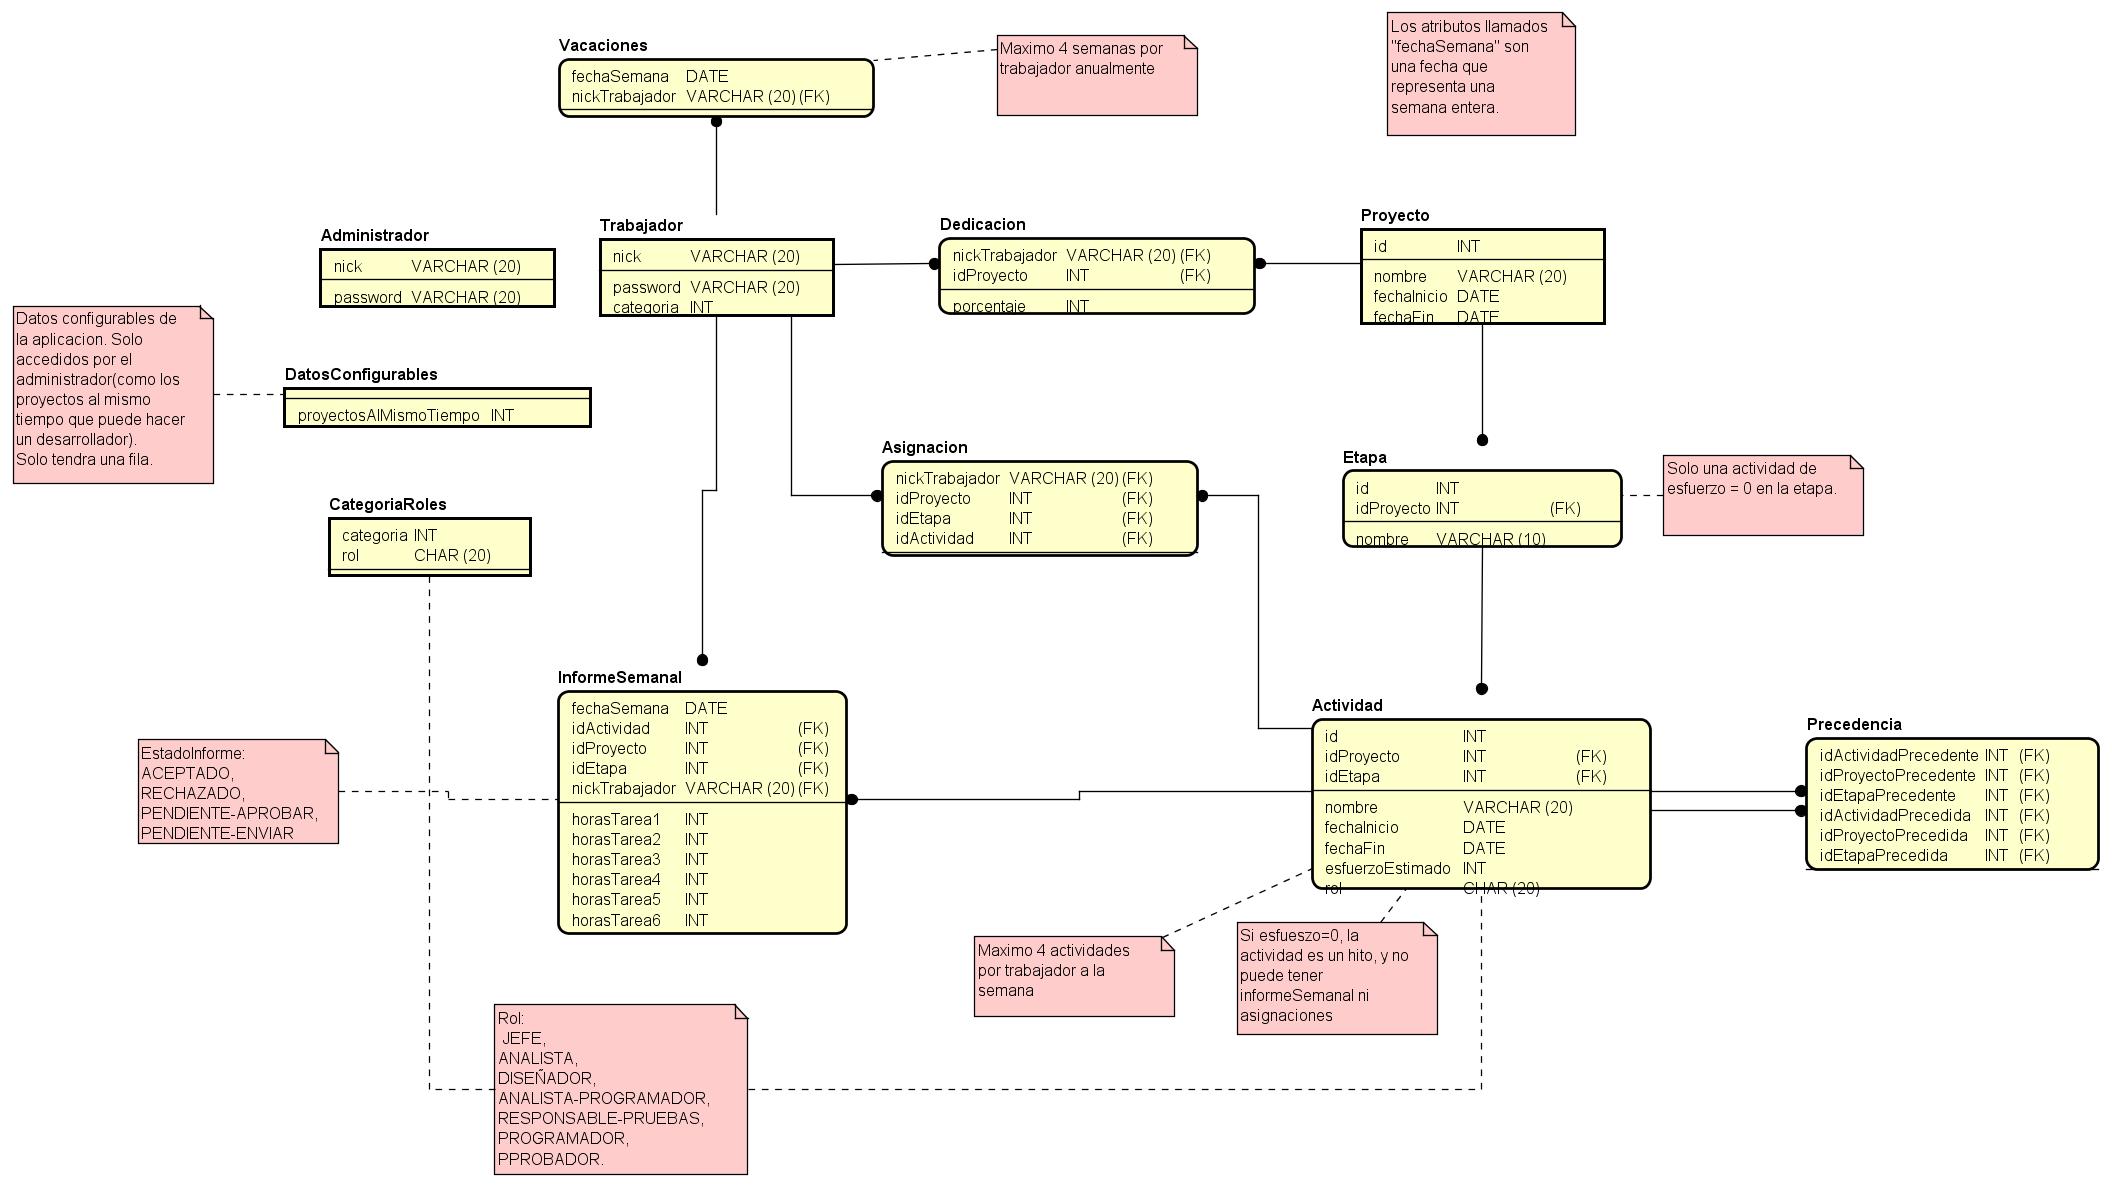 Vacaciones
fechaSemana DATE
nickTrabajador VARCHAR (20) (FK)
Maximo 4 semanas por
trabajador anualmente
Los atributos llamados
"fechaSemana" son
una fecha que
representa una
semana entera.
Administrador
nick VARCHAR (20)
password VARCHAR (20)
Trabajador
nick VARCHAR (20)
password VARCHAR (20)
categoria INT
Dedicacion
nickTrabajador VARCHAR (20) (FK)
idProyecto INT (FK)
porcentaje INT
Proyecto
id INT
nombre VARCHAR (20)
fechaInicio DATE
fechaFin DATE
Datos configurables de
la aplicacion. Solo
accedidos por el
administrador(como los
proyectos al mismo
tiempo que puede hacer
un desarrollador).
Solo tendra una fila.
DatosConfigurables
proyectosAlMismoTiempo INT
CategoriaRoles
categoria INT
rol CHAR (20)
Asignacion
nickTrabajador VARCHAR (20) (FK)
idProyecto INT (FK)
idEtapa INT (FK)
idActividad INT (FK)
Etapa
id INT
idProyecto INT (FK)
nombre VARCHAR (10)
Solo una actividad de
esfuerzo = 0 en la etapa.
InformeSemanal
fechaSemana DATE
idActividad INT (FK)
idProyecto INT (FK)
idEtapa INT (FK)
nickTrabajador VARCHAR (20) (FK)
horasTarea1 INT
horasTarea2 INT
horasTarea3 INT
horasTarea4 INT
horasTarea5 INT
horasTarea6 INT
EstadoInforme:
ACEPTADO,
RECHAZADO,
PENDIENTE-APROBAR,
PENDIENTE-ENVIAR
Actividad
id INT
idProyecto INT (FK)
idEtapa INT (FK)
nombre VARCHAR (20)
fechaInicio DATE
fechaFin DATE
esfuerzoEstimado INT
rol CHAR (20)
Precedencia
idActividadPrecedente INT (FK)
idProyectoPrecedente INT (FK)
idEtapaPrecedente INT (FK)
idActividadPrecedida INT (FK)
idProyectoPrecedida INT (FK)
idEtapaPrecedida INT (FK)
Maximo 4 actividades
por trabajador a la
semana
Si esfueszo=0, la
actividad es un hito, y no
puede tener
informeSemanal ni
asignaciones
Rol:
JEFE,
ANALISTA,
DISEÑADOR,
ANALISTA-PROGRAMADOR,
RESPONSABLE-PRUEBAS,
PROGRAMADOR,
PPROBADOR.